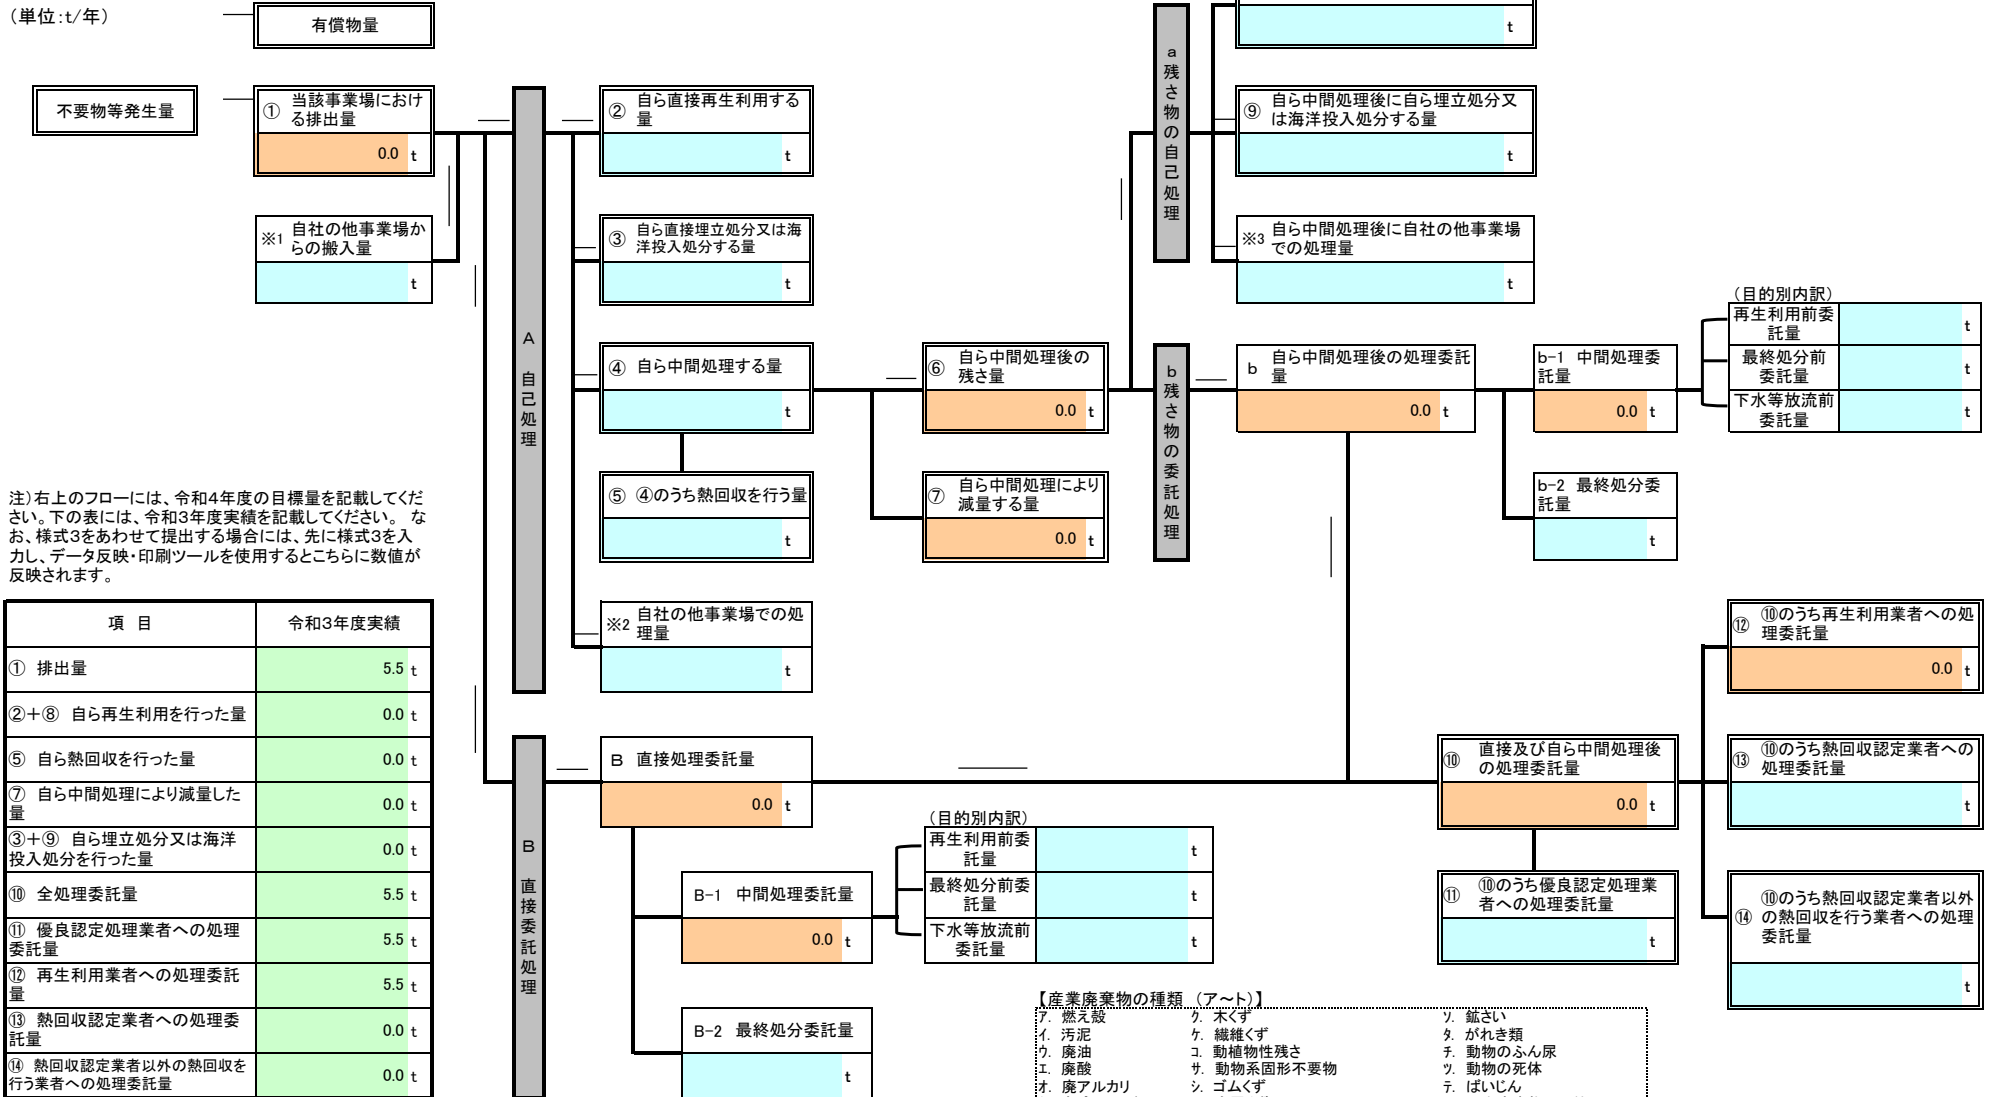 （単位：t/年）
有償物量
不要物等発生量
① 当該事業場におけ
る排出量
0.0 t
※1 自社の他事業場か
らの搬入量
t
A 自己処理
② 自ら直接再生利用する
量
t
③ 自ら直接埋立処分又は海
洋投入処分する量
t
④ 自ら中間処理する量
t
⑤ ④のうち熱回収を行う量
t
※2 自社の他事業場での処
理量
t
⑥ 自ら中間処理後の
残さ量
0.0 t
⑦ 自ら中間処理により
減量する量
0.0 t
a 残さ物の自己処理
t
⑨ 自ら中間処理後に自ら埋立処分又
は海洋投入処分する量
t
※3 自ら中間処理後に自社の他事業場
での処理量
t
b 残さ物の委託処理
b 自ら中間処理後の処理委託
量
0.0 t
b-1 中間処理委
託量
0.0 t
b-2 最終処分委
託量
t
（目的別内訳）
再生利用前委
託量
t
最終処分前
委託量
t
下水等放流前
委託量
t
注）右上のフローには、令和4年度の目標量を記載してくだ
さい。下の表には、令和3年度実績を記載してください。 な
お、様式3をあわせて提出する場合には、先に様式3を入
力し、データ反映・印刷ツールを使用するとこちらに数値が
反映されます。
項 目 令和3年度実績
① 排出量 5.5 t
②＋⑧ 自ら再生利用を行った量 0.0 t
⑤ 自ら熱回収を行った量 0.0 t
⑦ 自ら中間処理により減量した
量 0.0 t
③＋⑨ 自ら埋立処分又は海洋
投入処分を行った量 0.0 t
⑩ 全処理委託量 5.5 t
⑪ 優良認定処理業者への処理
委託量 5.5 t
⑫ 再生利用業者への処理委託
量 5.5 t
⑬ 熱回収認定業者への処理委
託量 0.0 t
⑭ 熱回収認定業者以外の熱回収を
行う業者への処理委託量 0.0 t
B 直接委託処理
B 直接処理委託量
0.0 t
B-1 中間処理委託量
0.0 t
B-2 最終処分委託量
t
（目的別内訳）
再生利用前委
託量
t
最終処分前委
託量
t
下水等放流前
委託量
t
⑩ 直接及び自ら中間処理後
の処理委託量
0.0 t
⑪ ⑩のうち優良認定処理業
者への処理委託量
t
⑫ ⑩のうち再生利用業者への処
理委託量
0.0 t
⑬ ⑩のうち熱回収認定業者への
処理委託量
t
⑭ ⑩のうち熱回収認定業者以外
の熱回収を行う業者への処理
委託量
t
【産業廃棄物の種類 （ア～ト）】
ア. 燃え殻 ク. 木くず ソ. 鉱さい
イ. 汚泥 ケ. 繊維くず タ. がれき類
ウ. 廃油 コ. 動植物性残さ チ. 動物のふん尿
エ. 廃酸 サ. 動物系固形不要物 ツ. 動物の死体
オ. 廃アルカリ シ. ゴムくず テ. ばいじん